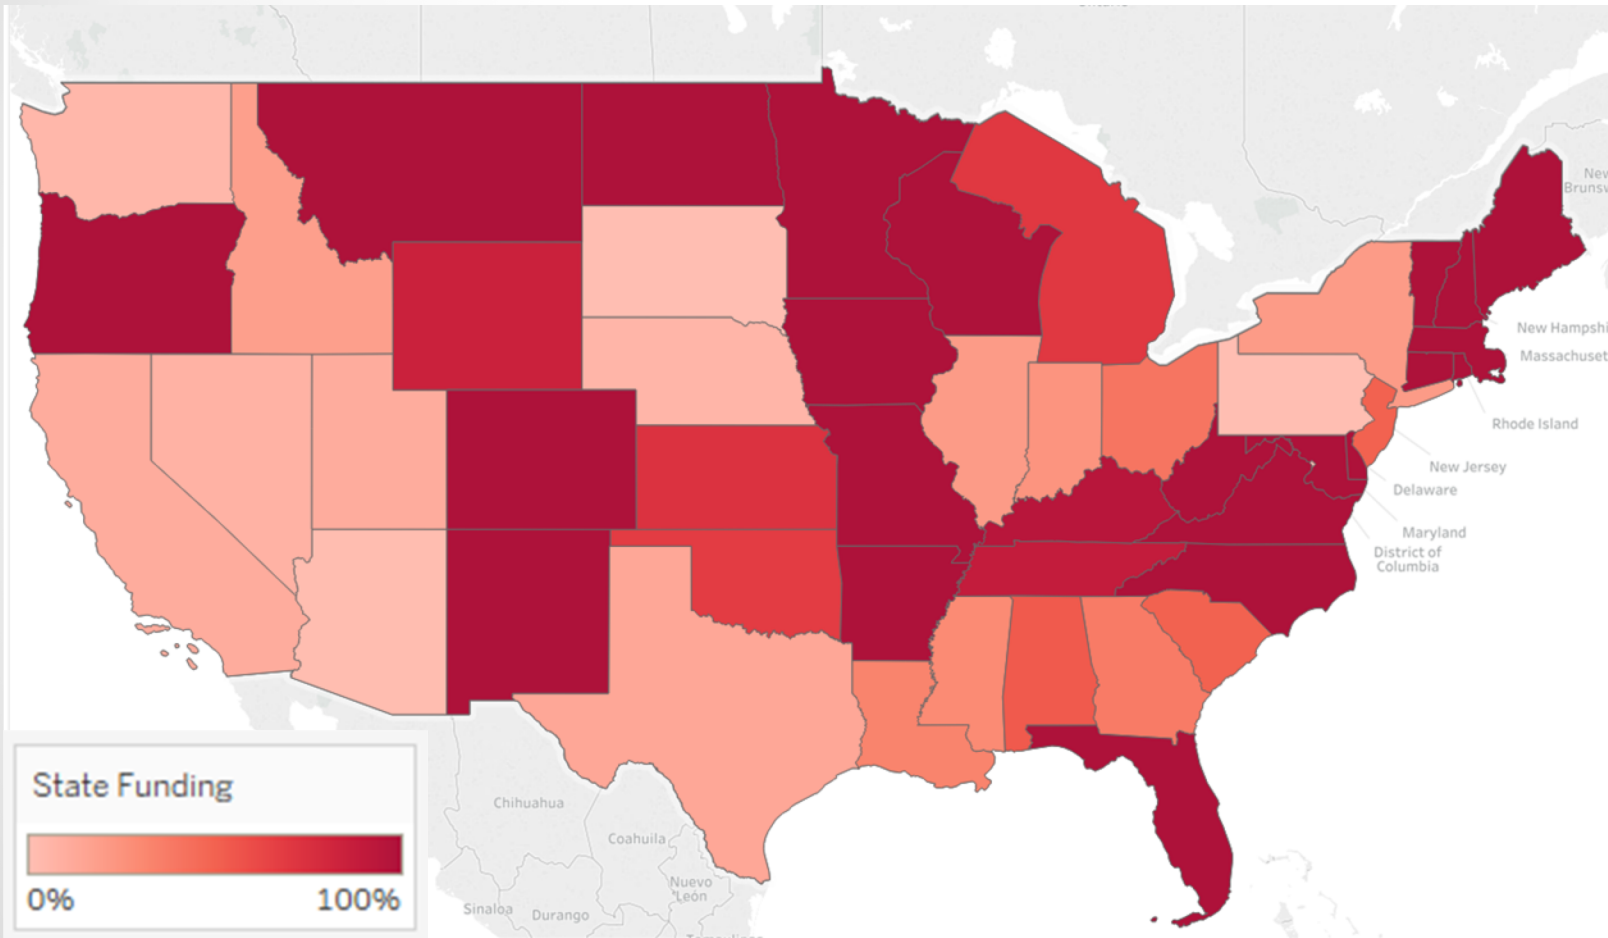 New
Brunsw
New Hampshi
Massachuset
Rhode Island
New Jersey
Delaware
Maryland
District of
Columbia
State Funding
0%
100%
Chihuahua
Coahuila
Nuevo
León
Sinaloa
Durango